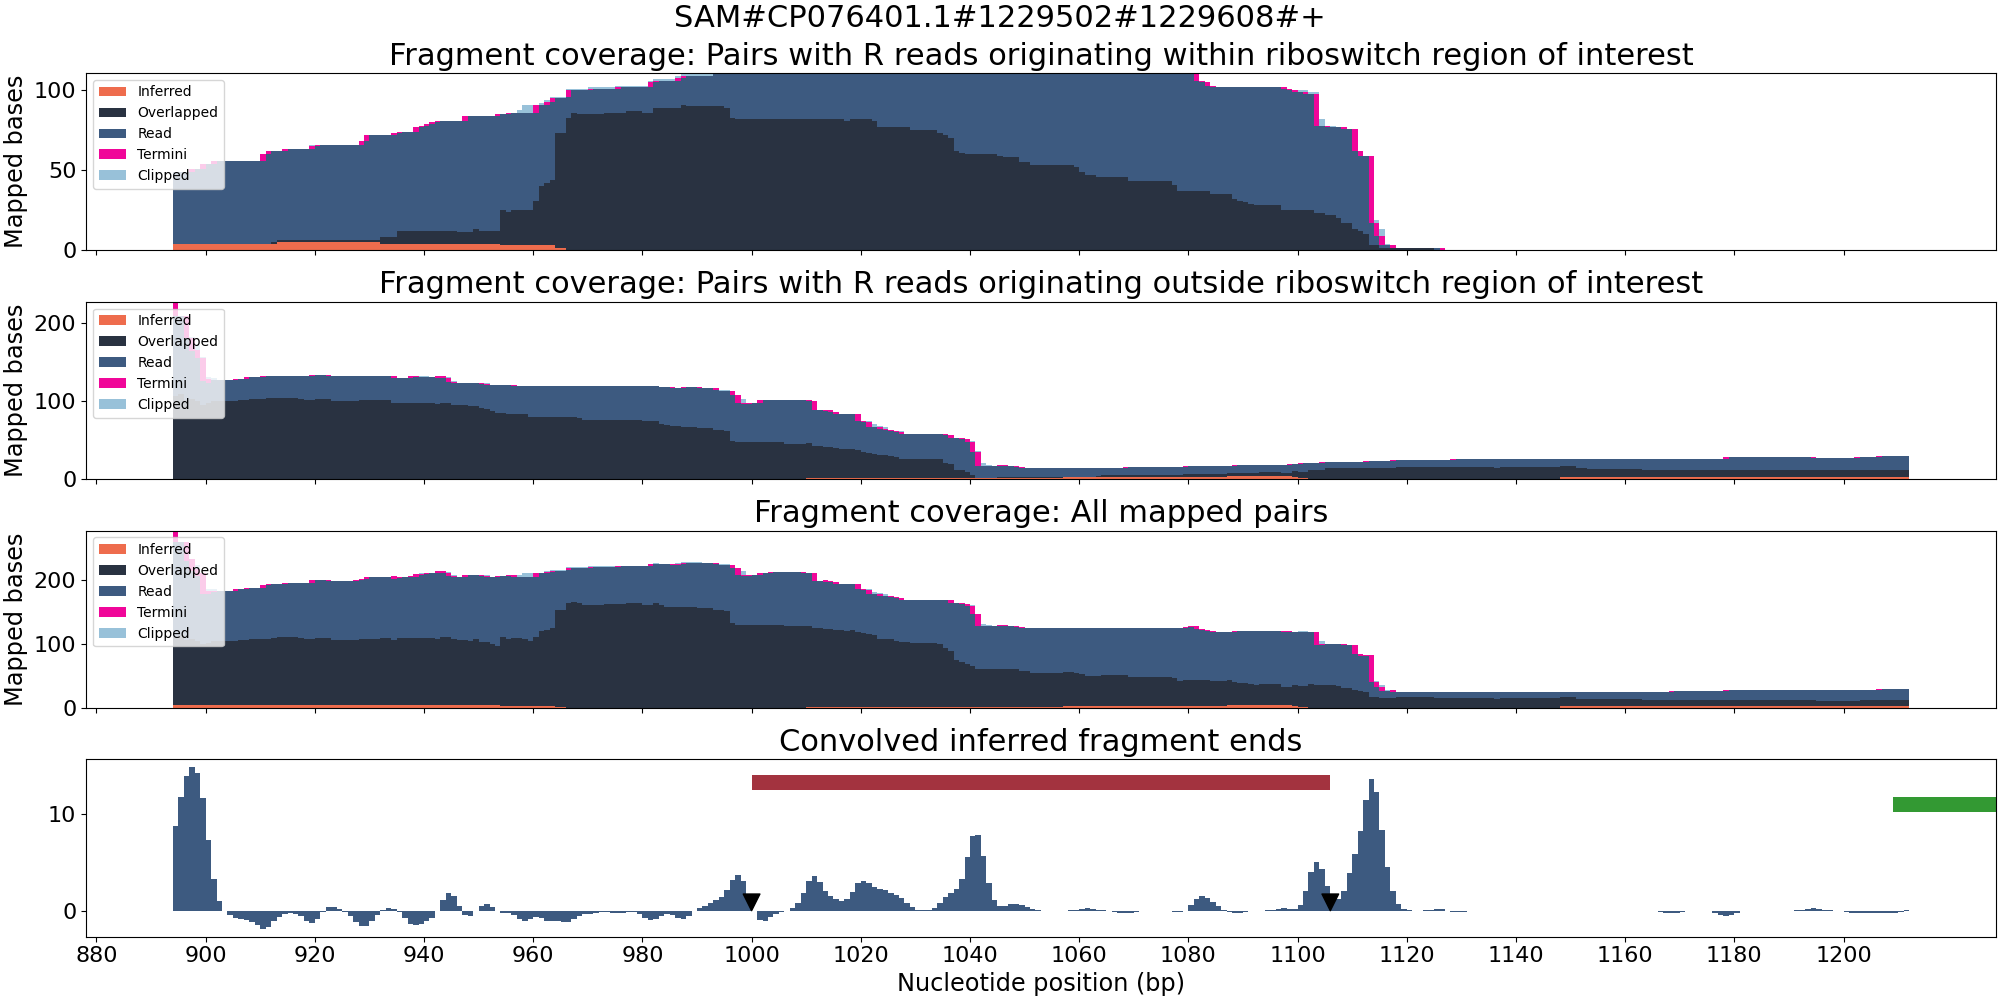 SAM#CP076401.1#1229502#1229608#+
Fragment coverage: Pairs with R reads originating within riboswitch region of interest
Mapped bases
100
50
0
Inferred
Overlapped
Read
Termini
Clipped
Fragment coverage: Pairs with R reads originating outside riboswitch region of interest
Mapped bases
200
100
0
Inferred
Overlapped
Read
Termini
Clipped
Fragment coverage: All mapped pairs
Mapped bases
200
100
0
Inferred
Overlapped
Read
Termini
Clipped
Convolved inferred fragment ends
10
0
880 900 920 940 960 980 1000 1020 1040 1060 1080 1100 1120 1140 1160 1180 1200
Nucleotide position (bp)